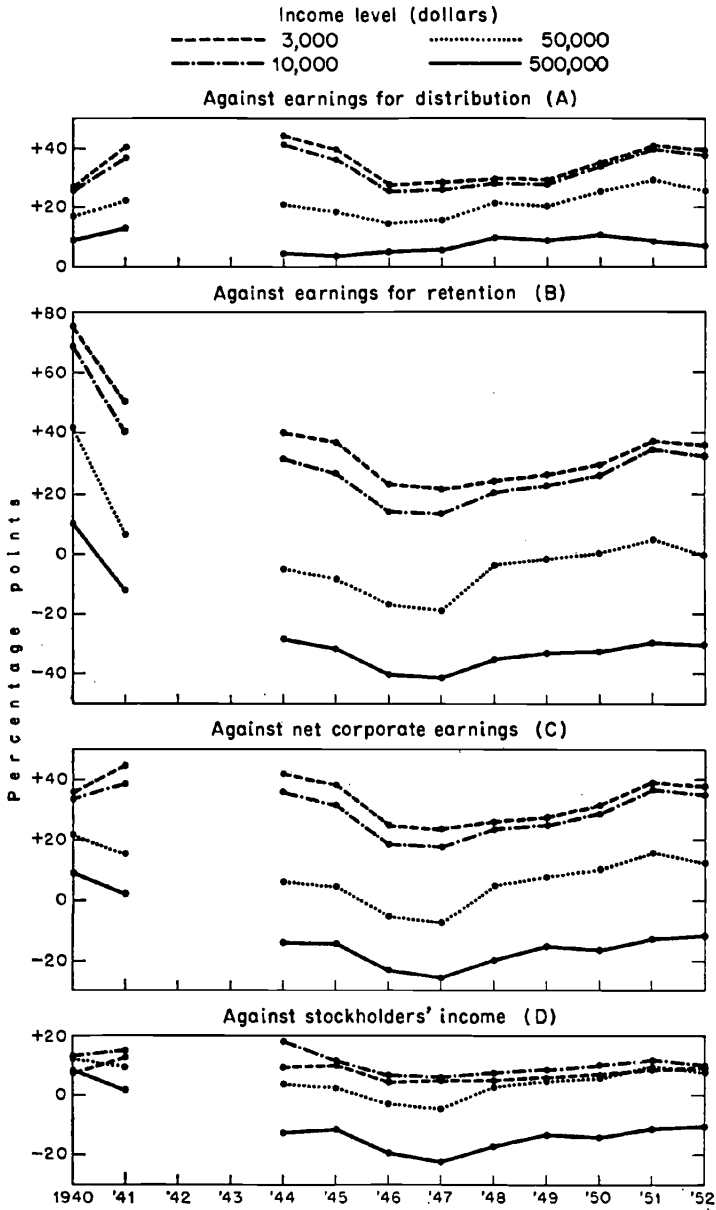 Income level (dollars)
3,000 50,000
10,000 500,000
Against earnings for distribution (A)
+40
+20
0
Against earnings for retention (B)
+80
+60
+40
+20
0
-20
-40
Against net corporate earnings (C)
+40
+20
0
-20
Against stockholders' income (D)
+20
0
-20
1940 '41 '42 '43 '44 '45 '46 '47 '48 '49 '50 '51 '52
Percentage points